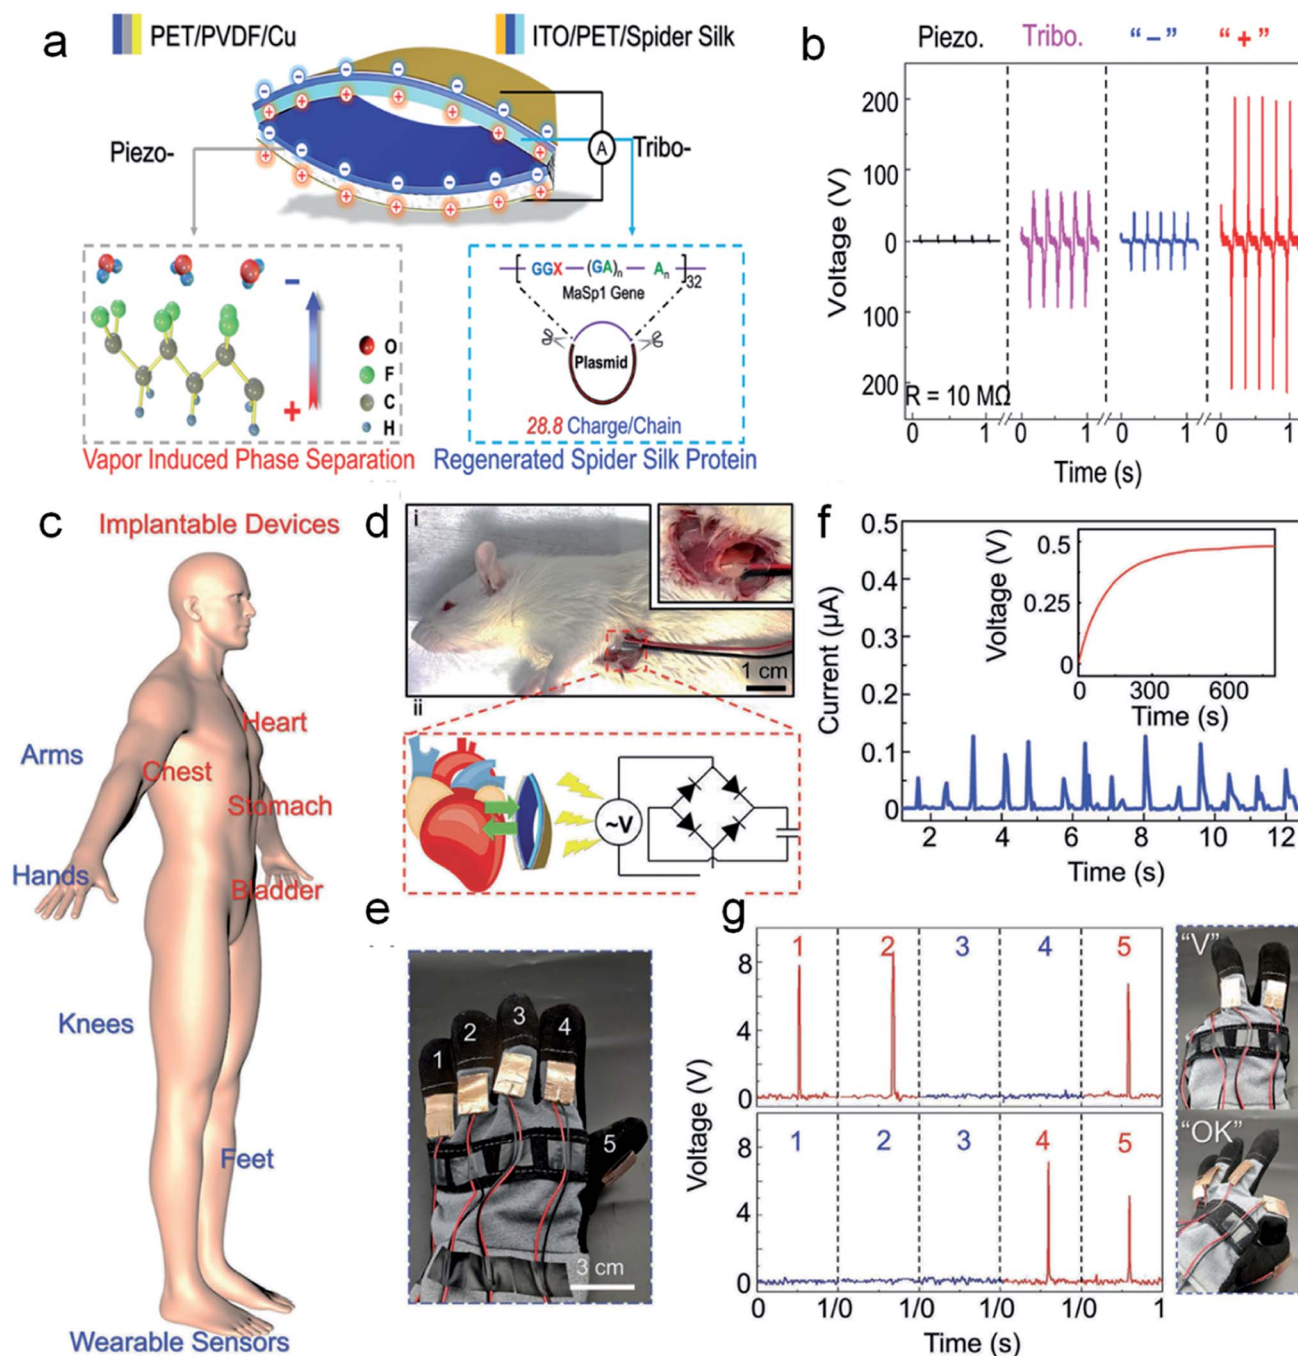 a
PET/PVDF/Cu
ITO/PET/Spider Silk
Piezo-
Tribo-
A
GGX (GA)n An 32
MaSp1 Gene
Plasmid
O
F
C
H
28.8 Charge/Chain
Vapor Induced Phase Separation
Regenerated Spider Silk Protein
b
Piezo. Tribo. “−” “+”
Voltage (V)
200
100
0
100
200
R = 10 MΩ
0 1 0 1 0 1 0 1
Time (s)
c
Implantable Devices
Heart
Arms
Chest
Stomach
Hands
Bladder
Knees
Feet
Wearable Sensors
d
i
1 cm
ii
~V
f
Current (μA)
0.5
0.4
0.3
0.2
0.1
0
2 4 6 8 10 12
Time (s)
Voltage (V)
0.5
0.25
0
0 300 600
Time (s)
e
1
2
3
4
5
3 cm
g
Voltage (V)
8
4
0
1 2 3 4 5
“V”
Voltage (V)
8
4
0
1 2 3 4 5
“OK”
0 1/0 1/0 1/0 1/0 1
Time (s)